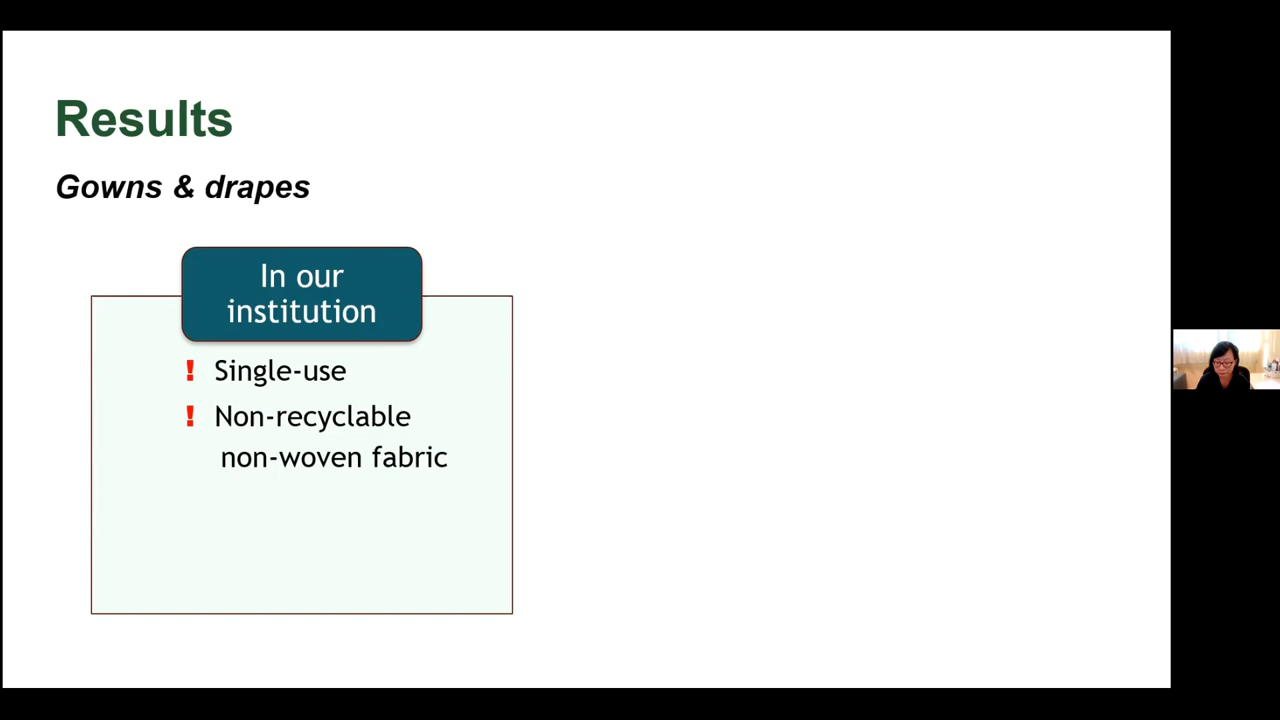 Results
Gowns & drapes
In our
institution
! Single-use
! Non-recyclable
non-woven fabric